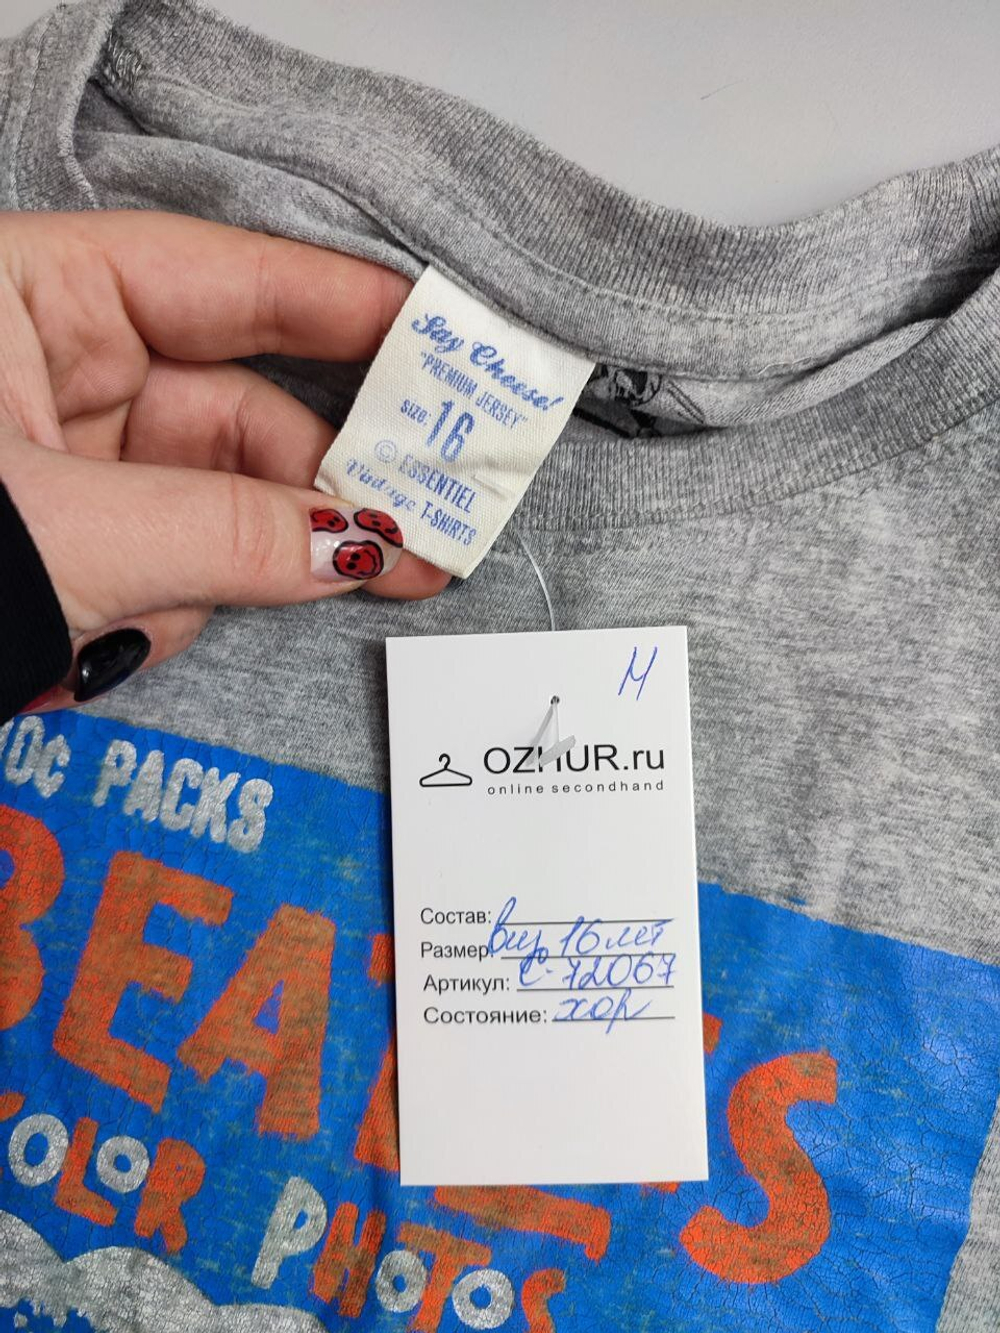 Say Cheese!
"PREMIUM JERSEY"
SIZE: 16
© ESSENTIEL
Vintage T-SHIRTS
М
OZHUR.ru
online secondhand
Состав:
Размер: 16 лет
Артикул: С-72067
Состояние: хор
PACKS
COLOR PHOTOS